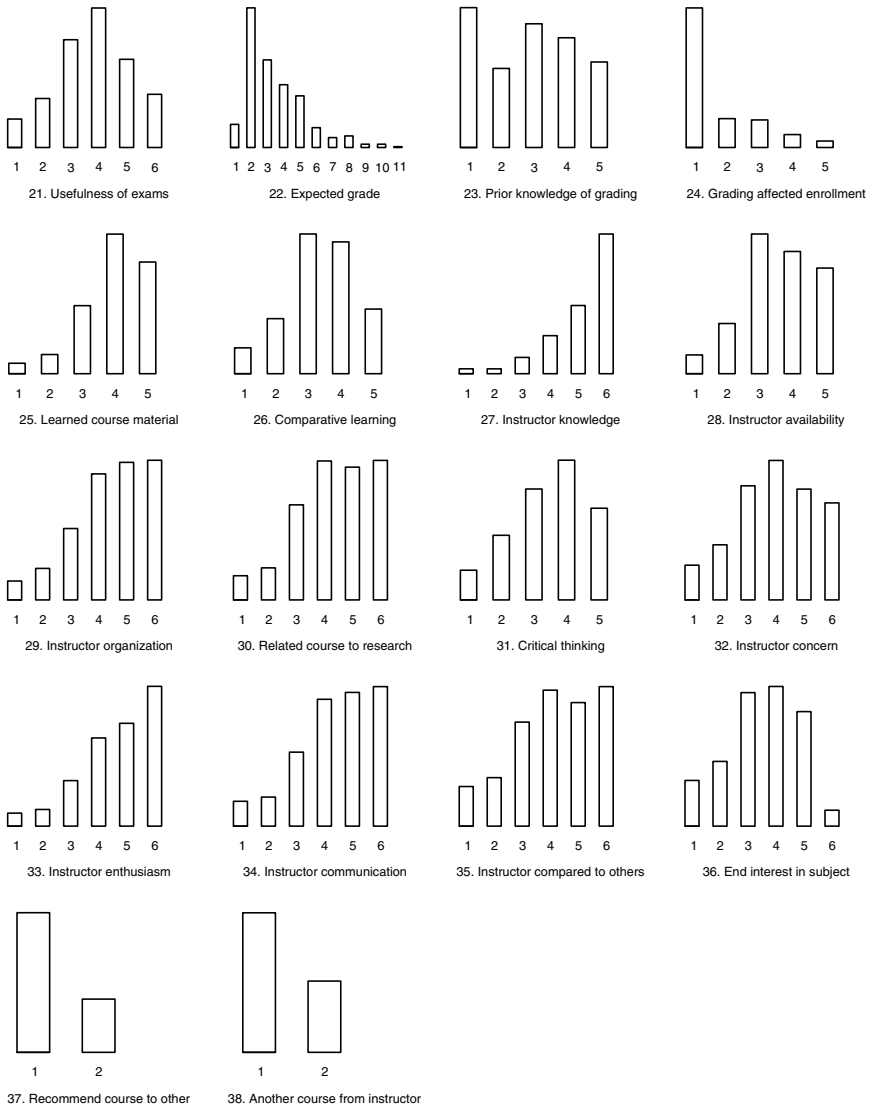 1 2 3 4 5 6
21. Usefulness of exams
1 2 3 4 5 6 7 8 9 10 11
22. Expected grade
1 2 3 4 5
23. Prior knowledge of grading
1 2 3 4 5
24. Grading affected enrollment
1 2 3 4 5
25. Learned course material
1 2 3 4 5
26. Comparative learning
1 2 3 4 5 6
27. Instructor knowledge
1 2 3 4 5
28. Instructor availability
1 2 3 4 5 6
29. Instructor organization
1 2 3 4 5 6
30. Related course to research
1 2 3 4 5
31. Critical thinking
1 2 3 4 5 6
32. Instructor concern
1 2 3 4 5 6
33. Instructor enthusiasm
1 2 3 4 5 6
34. Instructor communication
1 2 3 4 5 6
35. Instructor compared to others
1 2 3 4 5 6
36. End interest in subject
1 2
37. Recommend course to other
1 2
38. Another course from instructor